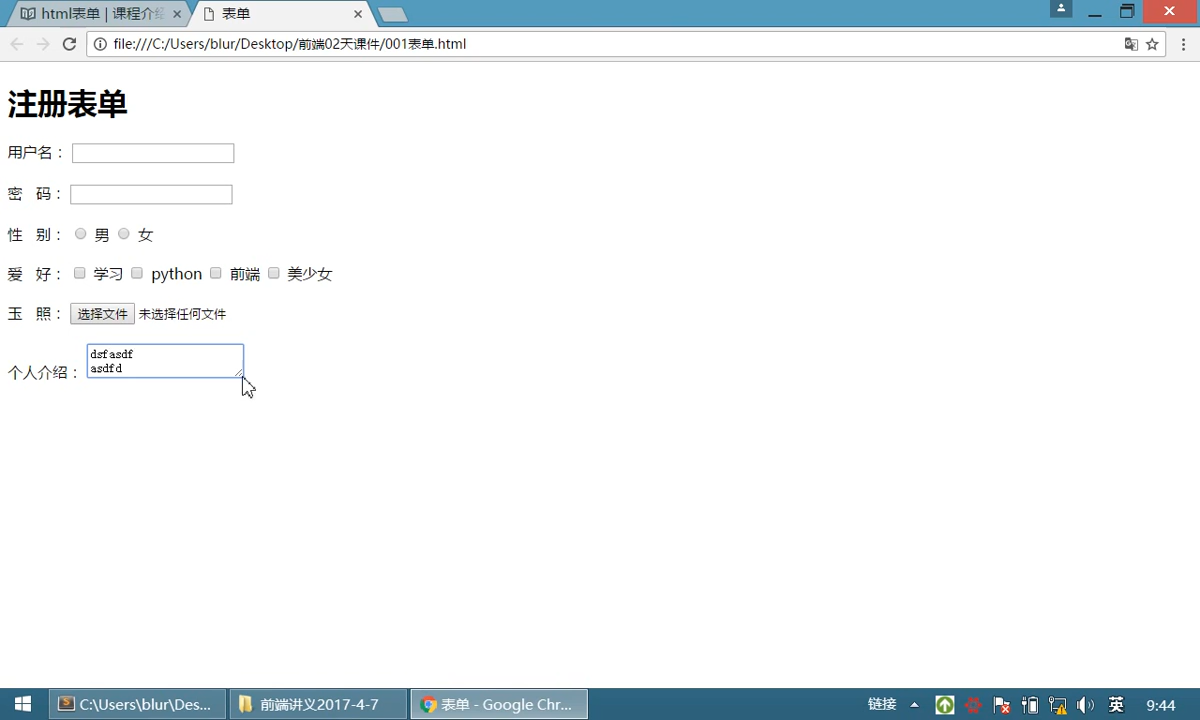 html表单 | 课程介绍
表单
file:///C:/Users/blur/Desktop/前端02天课件/001表单.html
注册表单
用户名：
密 码：
性 别： 男 女
爱 好： 学习 python 前端 美少女
玉 照： 选择文件 未选择任何文件
个人介绍： dsfasdf
asdfd
C:\Users\blur\Des...
前端讲义2017-4-7
表单 - Google Chr...
链接
英
9:44